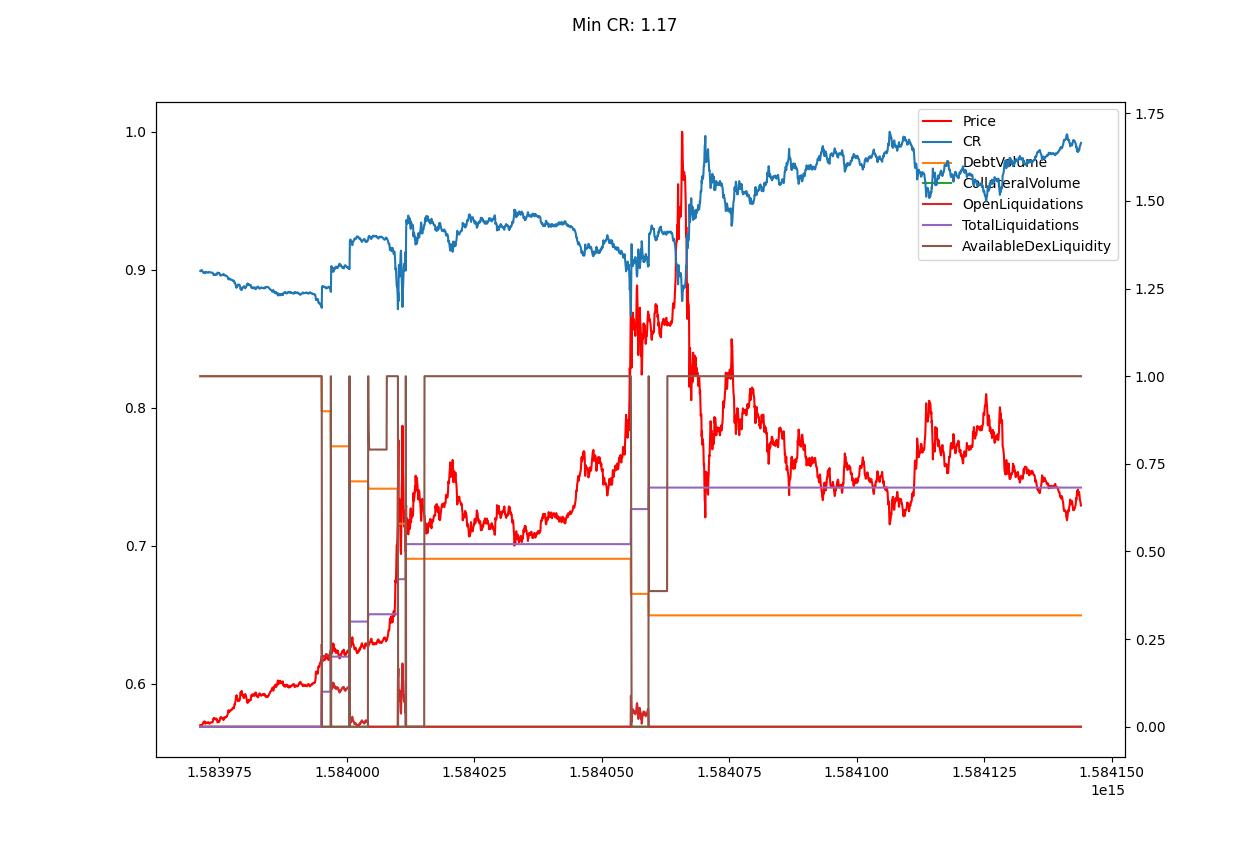 Min CR: 1.17
1.0
0.9
0.8
0.7
0.6
1.75
1.50
1.25
1.00
0.75
0.50
0.25
0.00
Price
CR
DebtVolume
CollateralVolume
OpenLiquidations
TotalLiquidations
AvailableDexLiquidity
1.583975
1.584000
1.584025
1.584050
1.584075
1.584100
1.584125
1.584150
1e15